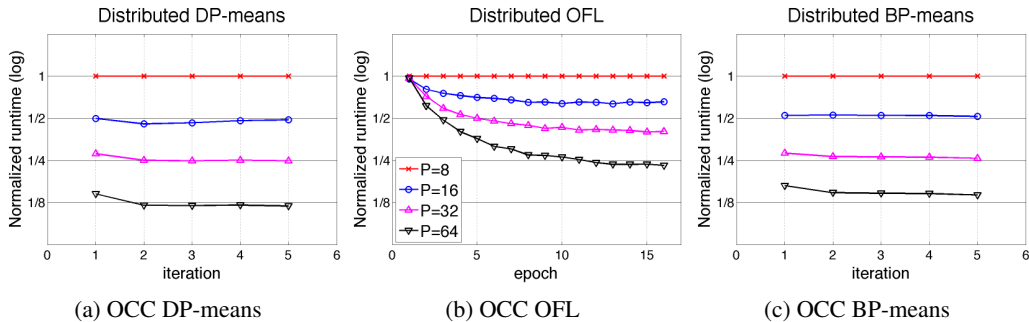 Distributed DP-means
Normalized runtime (log)
1
1/2
1/4
1/8
0 1 2 3 4 5 6
iteration
(a) OCC DP-means
Distributed OFL
Normalized runtime (log)
1
1/2
1/4
1/8
P=8
P=16
P=32
P=64
0 5 10 15
epoch
(b) OCC OFL
Distributed BP-means
Normalized runtime (log)
1
1/2
1/4
1/8
0 1 2 3 4 5 6
iteration
(c) OCC BP-means